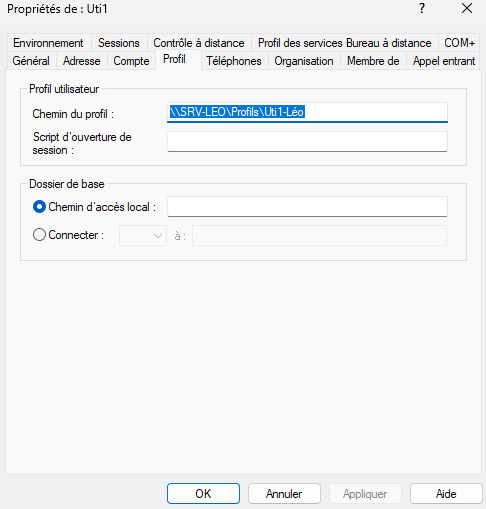 Propriétés de : Uti1
Environnement Sessions Contrôle à distance Profil des services Bureau à distance COM+
Général Adresse Compte Profil Téléphones Organisation Membre de Appel entrant
Profil utilisateur
Chemin du profil : \\SRV-LEO\Profils\Uti1-Léo
Script d'ouverture de
session :
Dossier de base
Chemin d'accès local :
Connecter : à :
OK Annuler Appliquer Aide